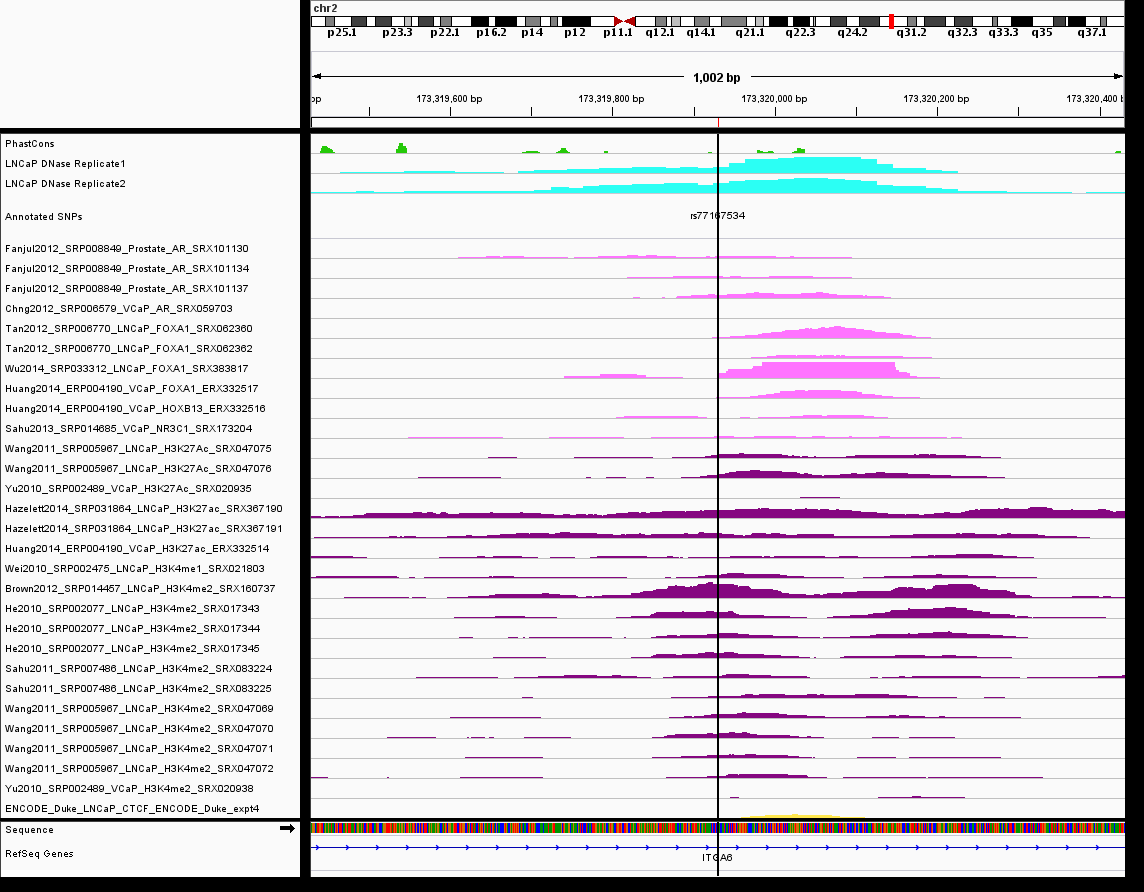 chr2
p25.1 p23.3 p22.1 p16.2 p14 p12 p11.1 q12.1 q14.1 q21.1 q22.3 q24.2 q31.2 q32.3 q33.3 q35 q37.1
1,002 bp
bp 173,319,600 bp 173,319,800 bp 173,320,000 bp 173,320,200 bp 173,320,400 b
PhastCons
LNCaP DNase Replicate1
LNCaP DNase Replicate2
Annotated SNPs rs77167534
Fanjul2012_SRP008849_Prostate_AR_SRX101130
Fanjul2012_SRP008849_Prostate_AR_SRX101134
Fanjul2012_SRP008849_Prostate_AR_SRX101137
Chng2012_SRP006579_VCaP_AR_SRX059703
Tan2012_SRP006770_LNCaP_FOXA1_SRX062360
Tan2012_SRP006770_LNCaP_FOXA1_SRX062362
Wu2014_SRP033312_LNCaP_FOXA1_SRX383817
Huang2014_ERP004190_VCaP_FOXA1_ERX332517
Huang2014_ERP004190_VCaP_HOXB13_ERX332516
Sahu2013_SRP014685_VCaP_NR3C1_SRX173204
Wang2011_SRP005967_LNCaP_H3K27Ac_SRX047075
Wang2011_SRP005967_LNCaP_H3K27Ac_SRX047076
Yu2010_SRP002489_VCaP_H3K27Ac_SRX020935
Hazelett2014_SRP031864_LNCaP_H3K27ac_SRX367190
Hazelett2014_SRP031864_LNCaP_H3K27ac_SRX367191
Huang2014_ERP004190_VCaP_H3K27ac_ERX332514
Wei2010_SRP002475_LNCaP_H3K4me1_SRX021803
Brown2012_SRP014457_LNCaP_H3K4me2_SRX160737
He2010_SRP002077_LNCaP_H3K4me2_SRX017343
He2010_SRP002077_LNCaP_H3K4me2_SRX017344
He2010_SRP002077_LNCaP_H3K4me2_SRX017345
Sahu2011_SRP007486_LNCaP_H3K4me2_SRX083224
Sahu2011_SRP007486_LNCaP_H3K4me2_SRX083225
Wang2011_SRP005967_LNCaP_H3K4me2_SRX047069
Wang2011_SRP005967_LNCaP_H3K4me2_SRX047070
Wang2011_SRP005967_LNCaP_H3K4me2_SRX047071
Wang2011_SRP005967_LNCaP_H3K4me2_SRX047072
Yu2010_SRP002489_VCaP_H3K4me2_SRX020938
ENCODE_Duke_LNCaP_CTCF_ENCODE_Duke_expt4
Sequence
RefSeq Genes ITGA6